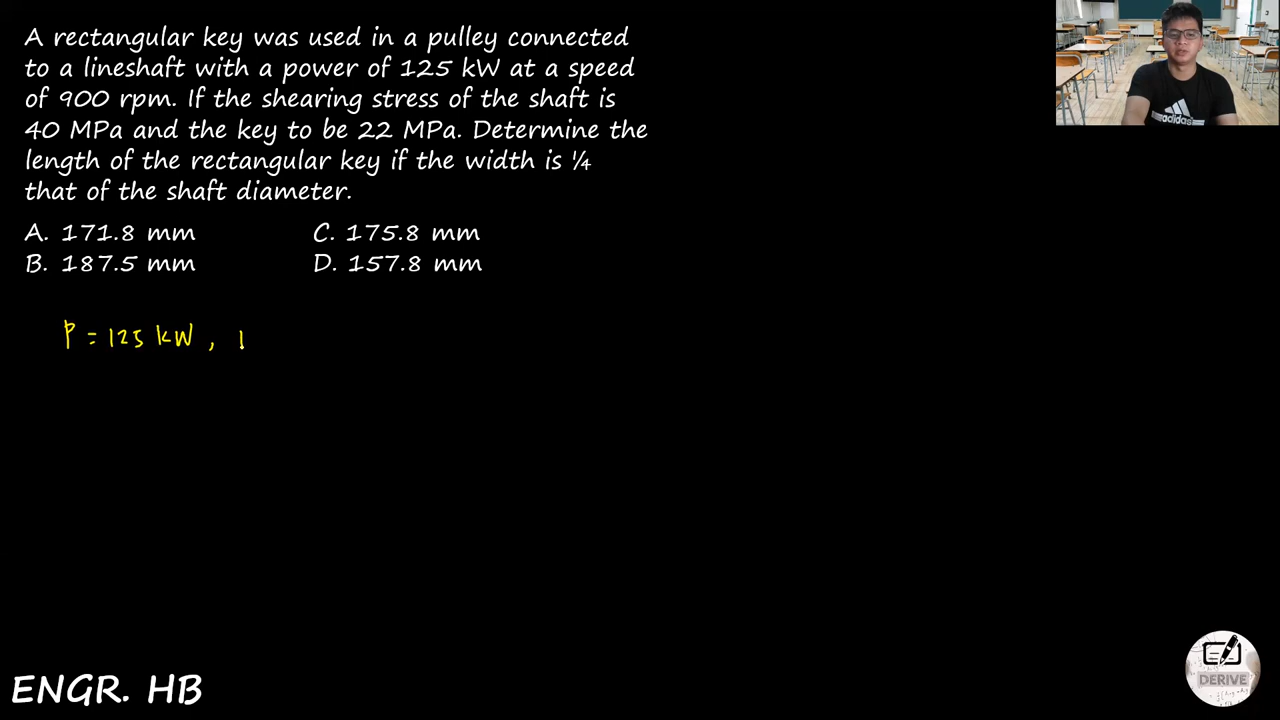 A rectangular key was used in a pulley connected
to a lineshaft with a power of 125 kW at a speed
of 900 rpm. If the shearing stress of the shaft is
40 MPa and the key to be 22 MPa. Determine the
length of the rectangular key if the width is ¼
that of the shaft diameter.
A. 171.8 mm C. 175.8 mm
B. 187.5 mm D. 157.8 mm
P = 125 kW ,
adidas
ENGR. HB
DERIVE